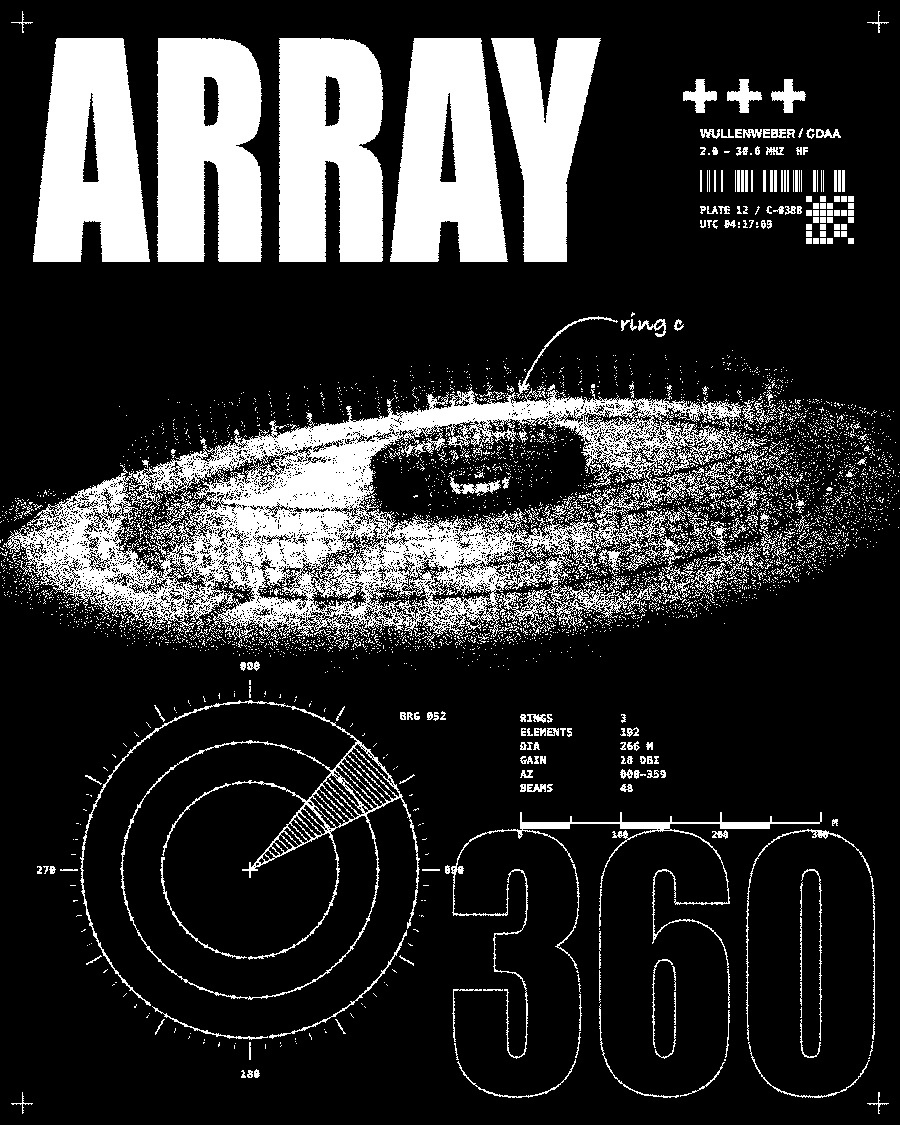 ARRAY
+++
WULLENWEBER / CDAA
2.0 – 30.0 MHZ HF
PLATE 12 / C-0388
UTC 04:17:09
ring c
000
BRG 052
RINGS 3
ELEMENTS 192
DIA 266 M
GAIN 18 DBI
AZ 000-359
BEAMS 48
M
0 100 200 300
270
090
360
180